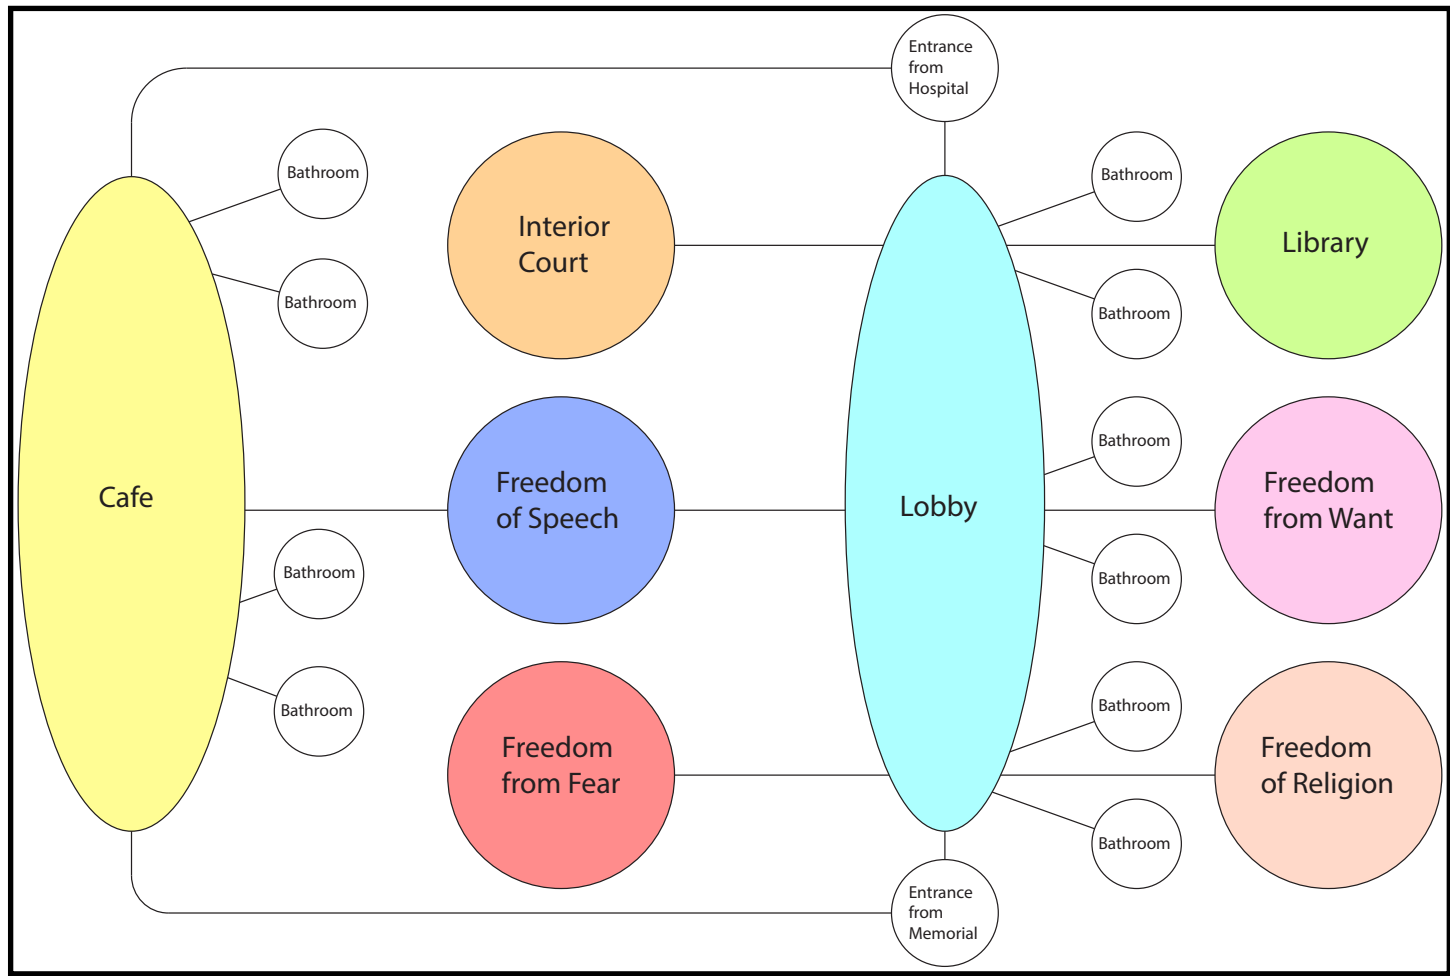 Entrance
from
Hospital
Bathroom
Bathroom
Interior
Court
Bathroom
Library
Bathroom
Cafe
Freedom
of Speech
Lobby
Bathroom
Freedom
from Want
Bathroom
Bathroom
Bathroom
Freedom
from Fear
Bathroom
Freedom
of Religion
Bathroom
Entrance
from
Memorial